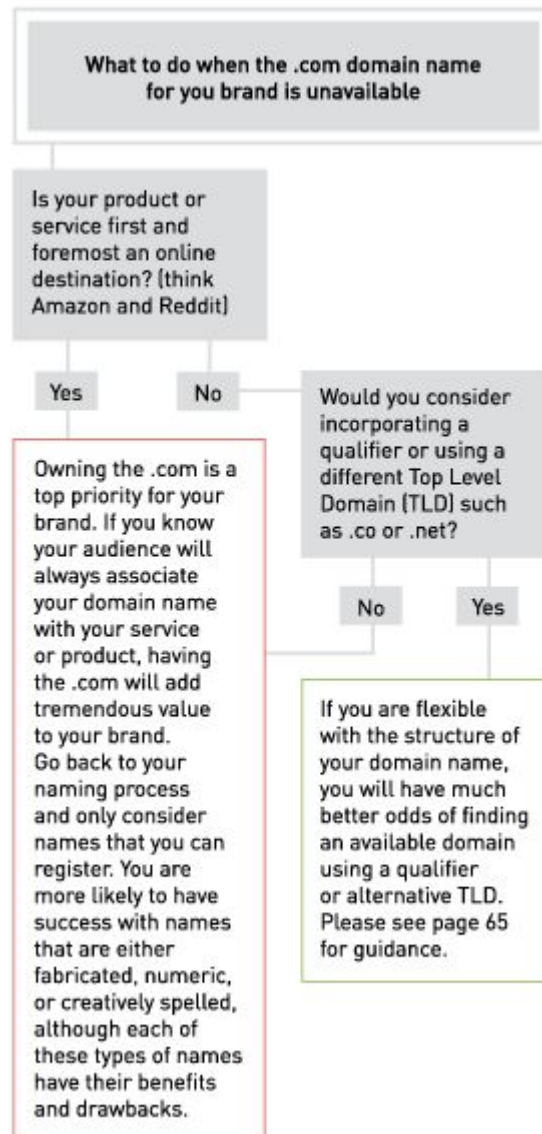 What to do when the .com domain name
for you brand is unavailable
Is your product or
service first and
foremost an online
destination? (think
Amazon and Reddit)
Yes
No
Would you consider
incorporating a
qualifier or using a
different Top Level
Domain (TLD) such
as .co or .net?
No
Yes
Owning the .com is a
top priority for your
brand. If you know
your audience will
always associate
your domain name
with your service
or product, having
the .com will add
tremendous value
to your brand.
Go back to your
naming process
and only consider
names that you can
register. You are
more likely to have
success with names
that are either
fabricated, numeric,
or creatively spelled,
although each of
these types of names
have their benefits
and drawbacks.
If you are flexible
with the structure of
your domain name,
you will have much
better odds of finding
an available domain
using a qualifier
or alternative TLD.
Please see page 65
for guidance.